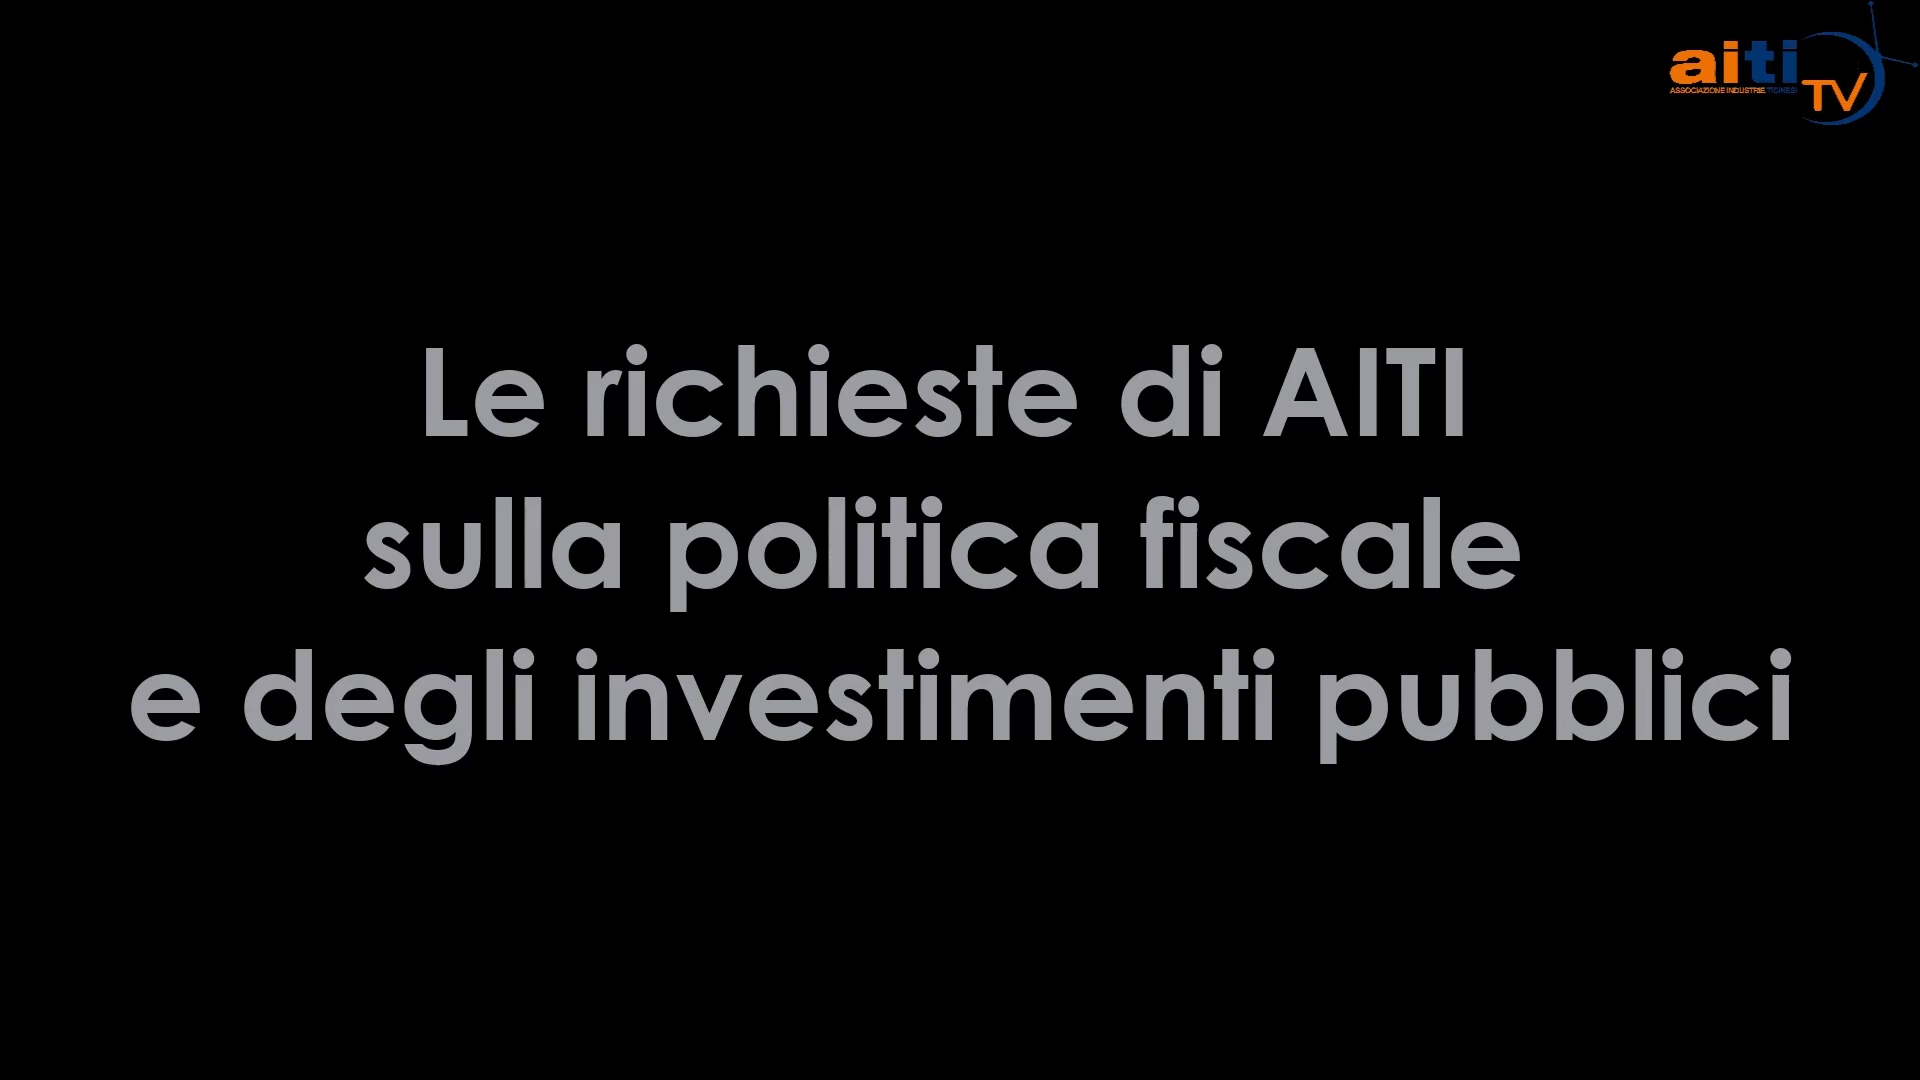 aiti
ASSOCIAZIONE INDUSTRIE TICINESI
TV
Le richieste di AITI
sulla politica fiscale
e degli investimenti pubblici